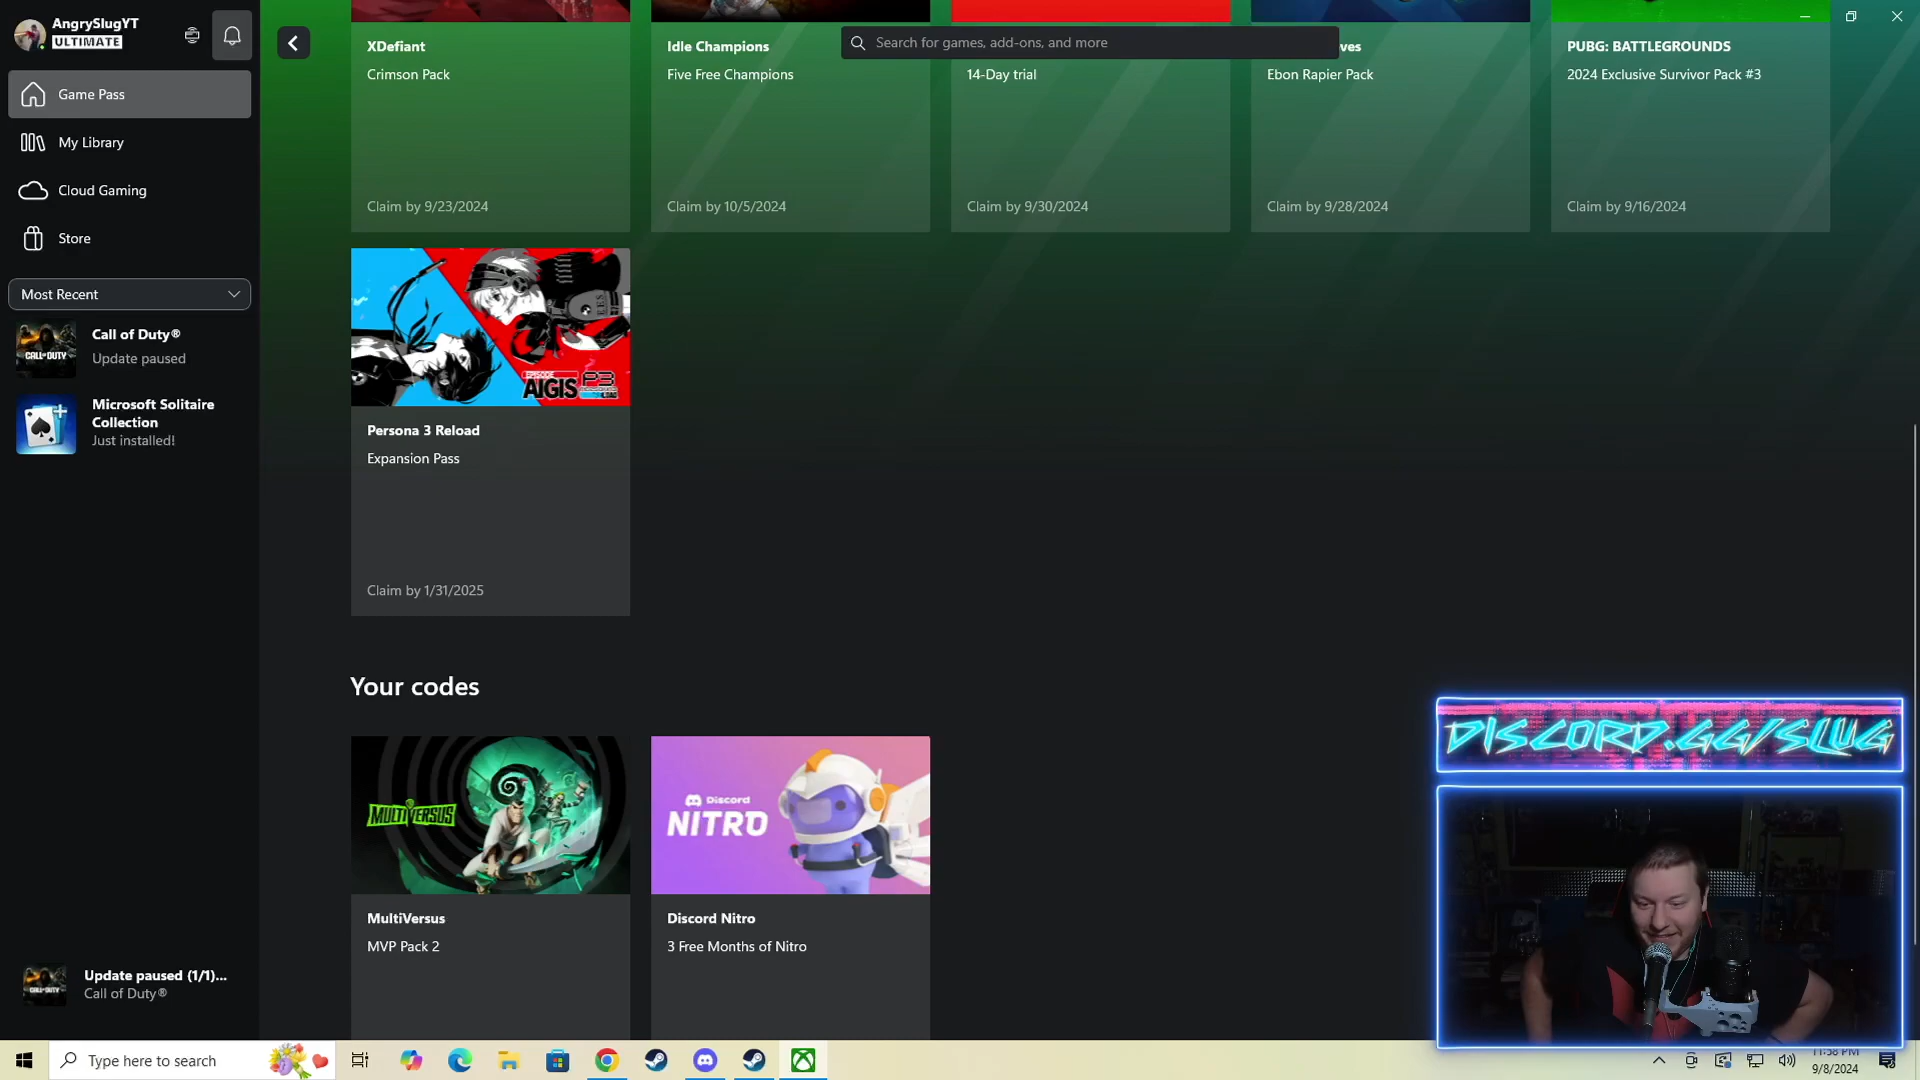 AngrySlugYT
ULTIMATE
Game Pass
My Library
Cloud Gaming
Store
Most Recent
Call of Duty®
Update paused
Microsoft Solitaire
Collection
Just installed!
Update paused (1/1)...
Call of Duty®
Search for games, add-ons, and more
XDefiant
Crimson Pack
Claim by 9/23/2024
Idle Champions
Five Free Champions
Claim by 10/5/2024
14-Day trial
Claim by 9/30/2024
ves
Ebon Rapier Pack
Claim by 9/28/2024
PUBG: BATTLEGROUNDS
2024 Exclusive Survivor Pack #3
Claim by 9/16/2024
EPISODE
AIGIS P3
Persona 3 Reload
Expansion Pass
Claim by 1/31/2025
Your codes
MULTIVERSUS
MultiVersus
MVP Pack 2
Discord
NITRO
Discord Nitro
3 Free Months of Nitro
DISCORD.GG/SLUG
Type here to search
11:58 PM
9/8/2024